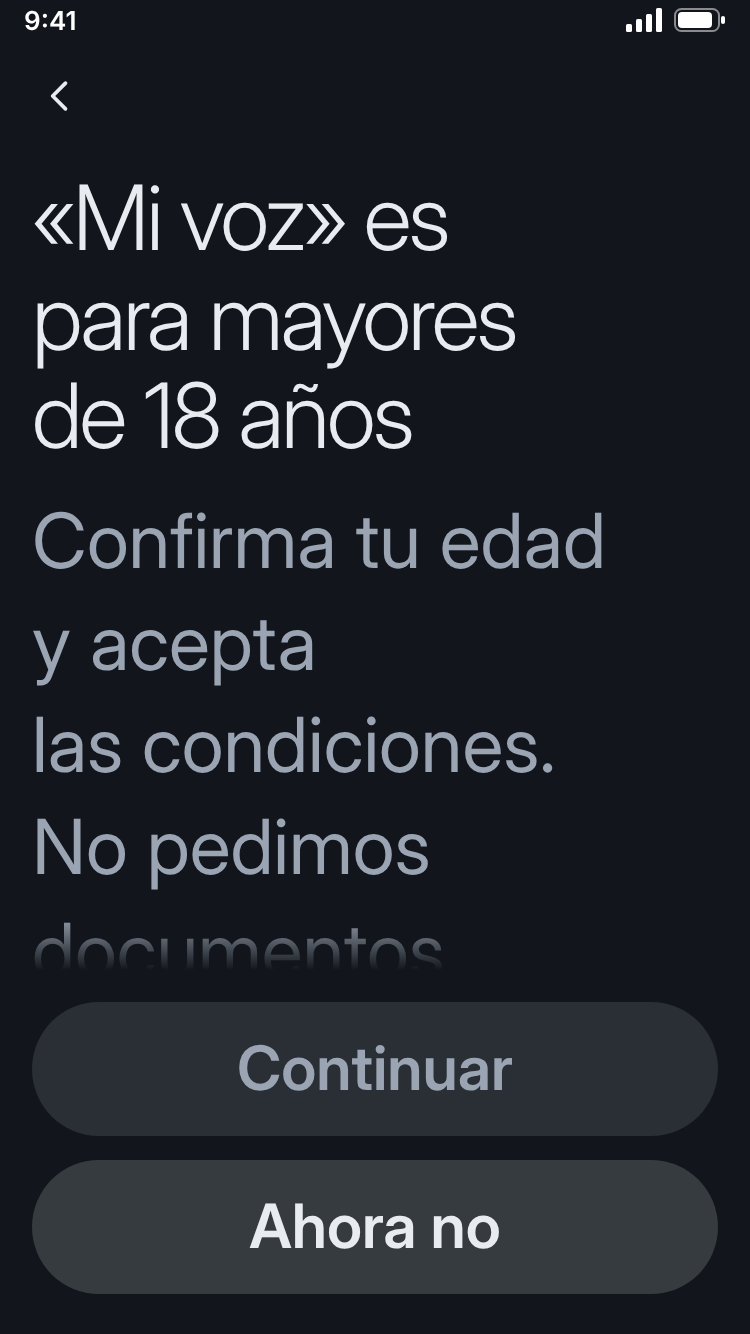 9:41
«Mi voz» es
para mayores
de 18 años
Confirma tu edad
y acepta
las condiciones.
No pedimos
documentos
Continuar
Ahora no